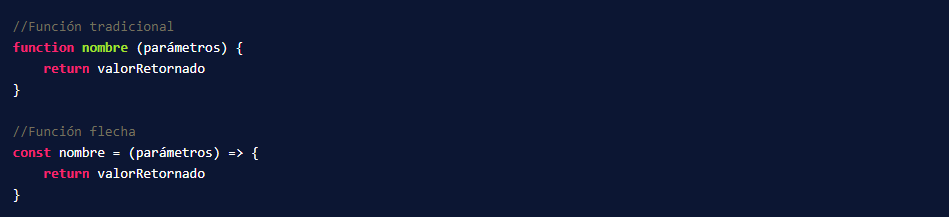 //Función tradicional
function nombre (parámetros) {
    return valorRetornado
}

//Función flecha
const nombre = (parámetros) => {
    return valorRetornado
}